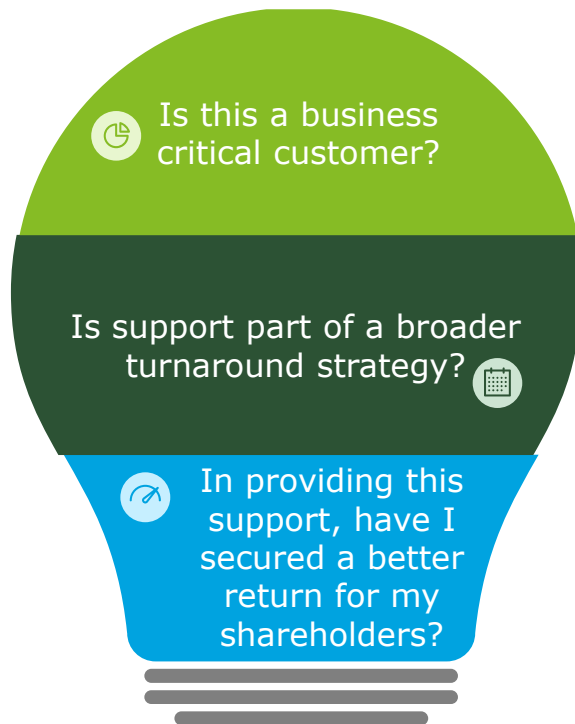 Is this a business
critical customer?
Is support part of a broader
turnaround strategy?
In providing this
support, have I
secured a better
return for my
shareholders?